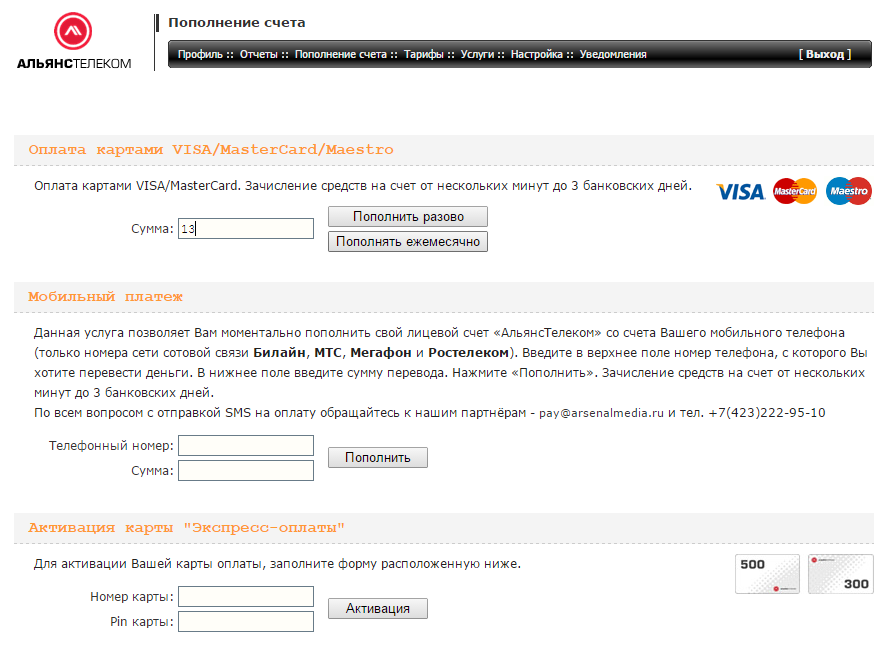 Пополнение счета
АЛЬЯНСТЕЛЕКОМ
Профиль :: Отчеты :: Пополнение счета :: Тарифы :: Услуги :: Настройка :: Уведомления [ Выход ]
Оплата картами VISA/MasterCard/Maestro
Оплата картами VISA/MasterCard. Зачисление средств на счет от нескольких минут до 3 банковских дней.
VISA MasterCard Maestro
Сумма: 13
Пополнить разово
Пополнять ежемесячно
Мобильный платеж
Данная услуга позволяет Вам моментально пополнить свой лицевой счет «АльянсТелеком» со счета Вашего мобильного телефона
(только номера сети сотовой связи Билайн, МТС, Мегафон и Ростелеком). Введите в верхнее поле номер телефона, с которого Вы
хотите перевести деньги. В нижнее поле введите сумму перевода. Нажмите «Пополнить». Зачисление средств на счет от нескольких
минут до 3 банковских дней.
По всем вопросом с отправкой SMS на оплату обращайтесь к нашим партнёрам - pay@arsenalmedia.ru и тел. +7(423)222-95-10
Телефонный номер:
Сумма:
Пополнить
Активация карты "Экспресс-оплаты"
Для активации Вашей карты оплаты, заполните форму расположенную ниже.
500
300
Номер карты:
Pin карты:
Активация